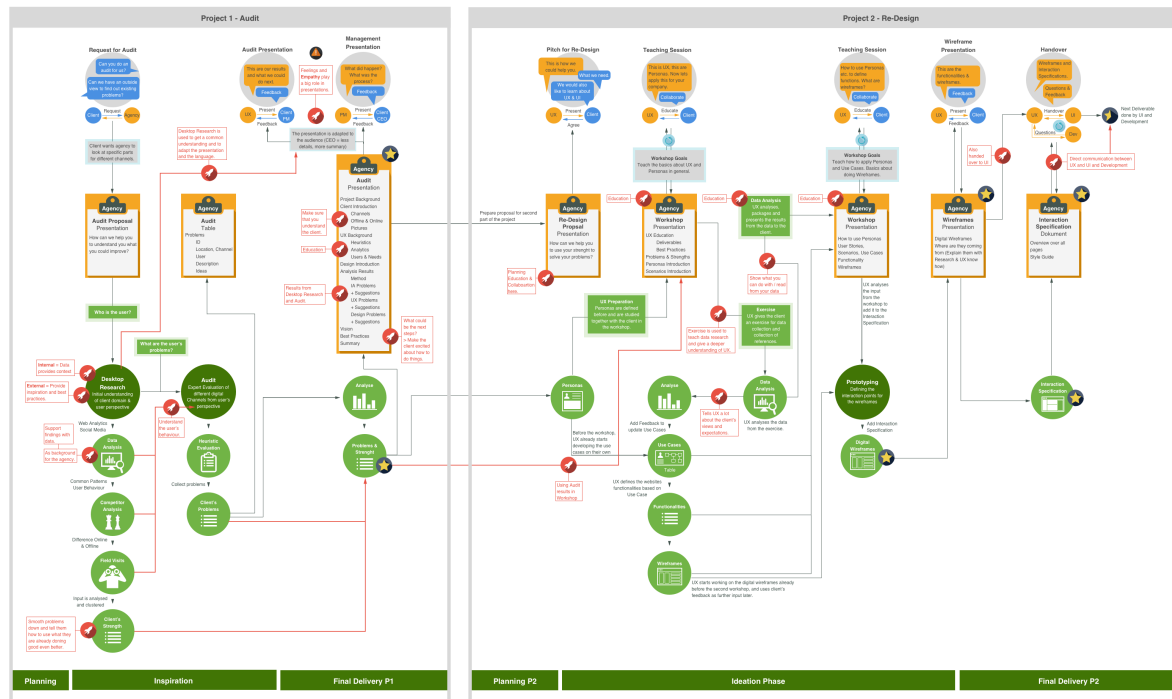 Project 1 - Audit
Request for Audit
Can you do an
audit for us?
Can we have an outside
view to find out existing
problems?
Request
Client
Agency
Client wants agency to
look at specific parts
for different channels.
Agency
Audit Proposal
Presentation
How can we help you
to understand you what
you could improve?
Who is the user?
What are the user's
problems?
Internal = Data
provides context.
External = Provide
inspiration and best
practices.
Desktop
Research
Initial understanding
of client domain &
user perspective
Web Analytics
Social Media
Support
findings with
data.
As background
for the agency.
Data
Analysis
Common Patterns
User Behaviour
Competitor
Analysis
Difference Online
& Offline
Field Visits
Input is analysed
and clustered
Smooth problems
down and tell them
how to use what they
are already doning
good even better.
Client's
Strength
Desktop Research
is used to get a common
understanding and to
adapt the presentation
and the language.
Agency
Audit
Table
Problems
ID
Location, Channel
User
Description
Ideas
Audit
Expert Evaluation of
different digital
Channels from user's
perspective
Understand
the user's
behaviour
Heuristic
Evaluation
Collect problems
Client's
Problems
Audit Presentation
These are our results
and what we could
do next.
Feedback
Present
UX
Client
PM
Feedback
Feelings and
Empathy play
a big role in
presentations.
The presentation is adapted to
the audience (CEO = less
details, more summary)
Management
Presentation
What did happen?
What was the
process?
Feedback
Present
PM
Client
CEO
Feedback
Agency
Audit
Presentation
Project Background
Client Introduction
Channels
Offline & Online
Pictures
UX Background
Heuristics
Analytics
Users & Needs
Design Introduction
Analysis Results
Method
IA Problems
+ Suggestions
UX Problems
+ Suggestions
Design Problems
+ Suggestions
Vision
Best Practices
Summary
Make sure
that you
understand
the client.
Education
Results from
Desktop Research
and Audit.
What could
be the next
steps?
= Make the
client excited
about how to
do things.
Analyse
Problems &
Strength
Planning
Inspiration
Final Delivery P1
Project 2 - Re-Design
Pitch for Re-Design
This is how we
could help you.
What we need
We would also
like to learn about
UX & UI
Present
UX
Client
Agree
Prepare proposal for second
part of the project
Agency
Re-Design
Propsal
Presentation
How can we help you
to use your strength to
solve your problems?
Planning
Education &
Collaboration
here.
UX Preparation
Personas are defined
before and are studied
together with the client in
the workshop.
Personas
Before the workshop,
UX already starts
developing the use
cases on their own
Using Audit
results in
Workshop
Teaching Session
This is UX, this are
Personas. Now lets
apply this for your
company.
Collaborate
Educate
UX
Client
Workshop Goals
Teach the basics about UX and
Personas in general.
Education
Agency
Workshop
Presentation
UX Education
Deliverables
Best Practices
Problems & Strengths
Personas Introduction
Scenarios Introduction
Education
Data Analysis
UX analyses,
packages and
presents the results
from the data to the
client.
Show what you
can do with / read
from your data.
Exercise
UX gives the client
an exercise for data
collection and
collection of
references.
Exercise is used to
teach data research
and give a deeper
understanding of UX.
Analyse
Data
Analysis
Tells UX a lot
about the client's
views and
expectations.
UX analyses the data
from the exercise.
Add Feedback to
update Use Cases
Use Cases
Table
UX defines the websites
functionalities based on
Use Case
Functionalities
Wireframes
UX starts working on the digital wireframes already
before the second workshop, and uses client's
feedback as further input later.
Teaching Session
How to use Personas
etc. to define
functions. What are
wireframes?
Collaborate
Educate
UX
Client
Workshop Goals
Teach how to apply Personas
and Use Cases. Basics about
doing Wireframes.
Education
Agency
Workshop
Presentation
How to use Personas
User Stories,
Scenarios, Use Cases
Functionality
Wireframes
UX analyses
the input
from the
workshop to
add it to the
Interaction
Specification
Prototyping
Defining the
interaction points for
the wireframes
Add Interaction
Specification
Digital
Wireframes
Wireframe
Presentation
This are the
functionalities &
wireframes.
Feedback
Present
UX
Client
Feedback
Also
handed
over to UI
Agency
Wireframes
Presentation
Digital Wireframes
Where are they coming
from (Explain them with
Research & UX know-
how)
Handover
Wireframes and
Interaction
Specifications.
Questions &
Feedback
Handover
UX
UI
Questions
Dev
Next Deliverable
done by UI and
Development
Direct communication between
UX and UI and Development
Agency
Interaction
Specification
Dokument
Overview over all
pages
Style Guide
Interaction
Specification
Planning P2
Ideation Phase
Final Delivery P2